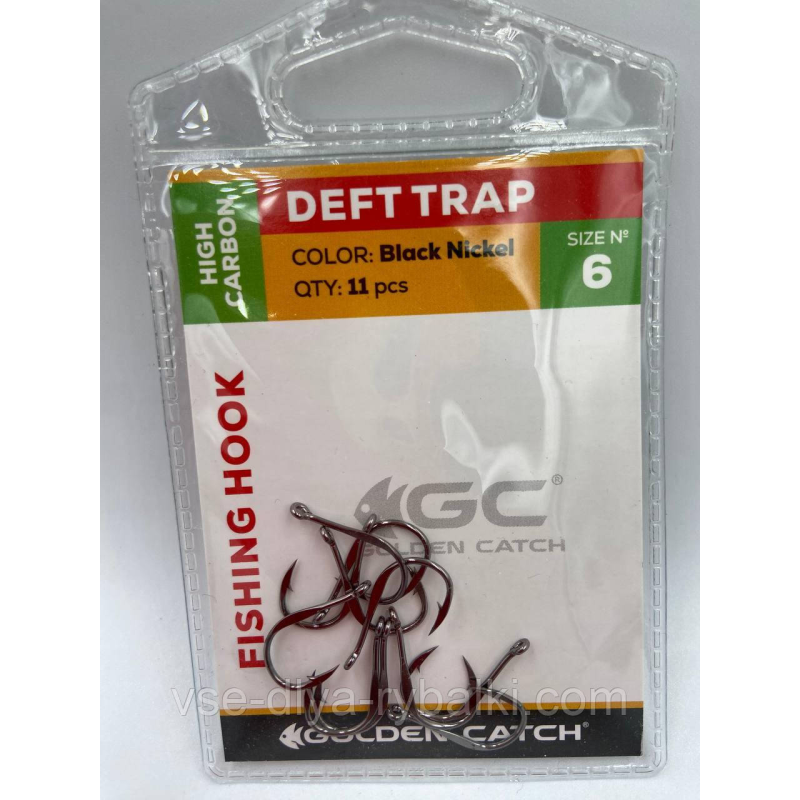 HIGH
CARBON
DEFT TRAP
COLOR: Black Nickel
QTY: 11 pcs
SIZE Nº
6
FISHING HOOK
GC®
GOLDEN CATCH
vse-dlya-rybalki.com
GOLDEN CATCH®